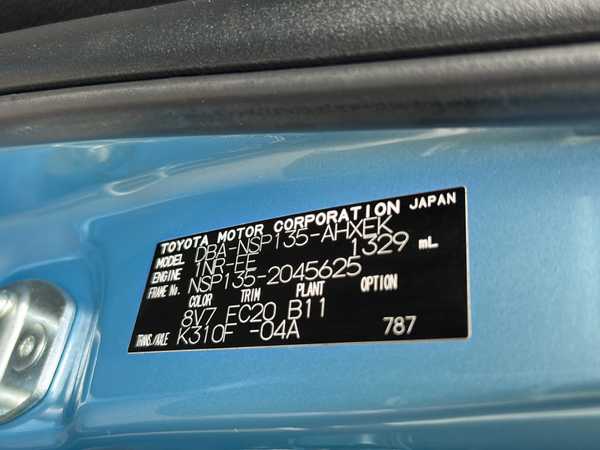 TOYOTA MOTOR CORPORATION JAPAN
MODEL DBA-NSP135-AHXEK
ENGINE 1NR-FE 1329 mL
FRAME No. NSP135-2045625
COLOR TRIM PLANT OPTION
8V7 FC20 B11
TRANS./AXLE K310F -04A 787